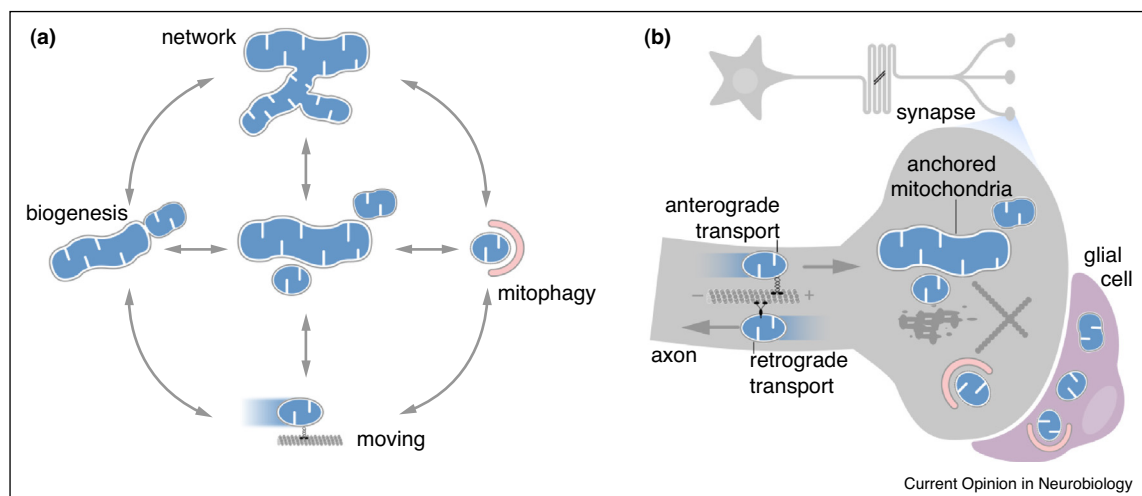 (a)
network
biogenesis
mitophagy
moving
(b)
synapse
anchored
mitochondria
anterograde
transport
glial
cell
− +
axon
retrograde
transport
Current Opinion in Neurobiology